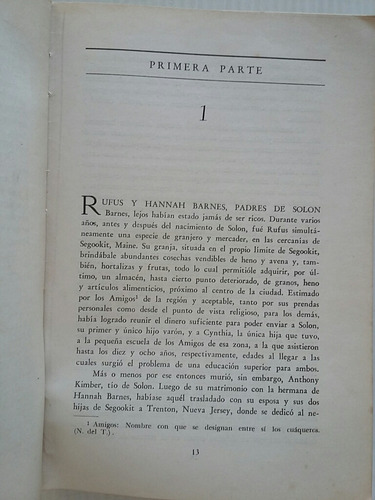 PRIMERA PARTE
1
RUFUS Y HANNAH BARNES, PADRES DE SOLON
Barnes, lejos habían estado jamás de ser ricos. Durante varios
años, antes y después del nacimiento de Solon, fué Rufus simultá-
neamente una especie de granjero y mercader, en las cercanías de
Segookit, Maine. Su granja, situada en el propio límite de Segookit,
brindábale abundantes cosechas vendibles de heno y avena y, tam-
bién, hortalizas y frutas, todo lo cual permitióle adquirir, por úl-
timo, un almacén, hasta cierto punto deteriorado, de granos, heno
y artículos alimenticios, próximo al centro de la ciudad. Estimado
por los Amigos¹ de la región y aceptable, tanto por sus prendas
personales como desde el punto de vista religioso, para los demás,
había logrado reunir el dinero suficiente para poder enviar a Solon,
su primer y único hijo varón, y a Cynthia, la única hija que tuvo,
a la pequeña escuela de los Amigos de esa zona, a la que asistieron
hasta los diez y ocho años, respectivamente, edades al llegar a las
cuales surgió el problema de una educación superior para ambos.
Más o menos por ese entonces murió, sin embargo, Anthony
Kimber, tío de Solon. Luego de su matrimonio con la hermana de
Hannah Barnes, habíase aquél trasladado con su esposa y sus dos
hijas de Segookit a Trenton, Nueva Jersey, donde se dedicó al ne-
¹ Amigos: Nombre con que se designan entre sí los cuáqueros.
(N. del T.).
13